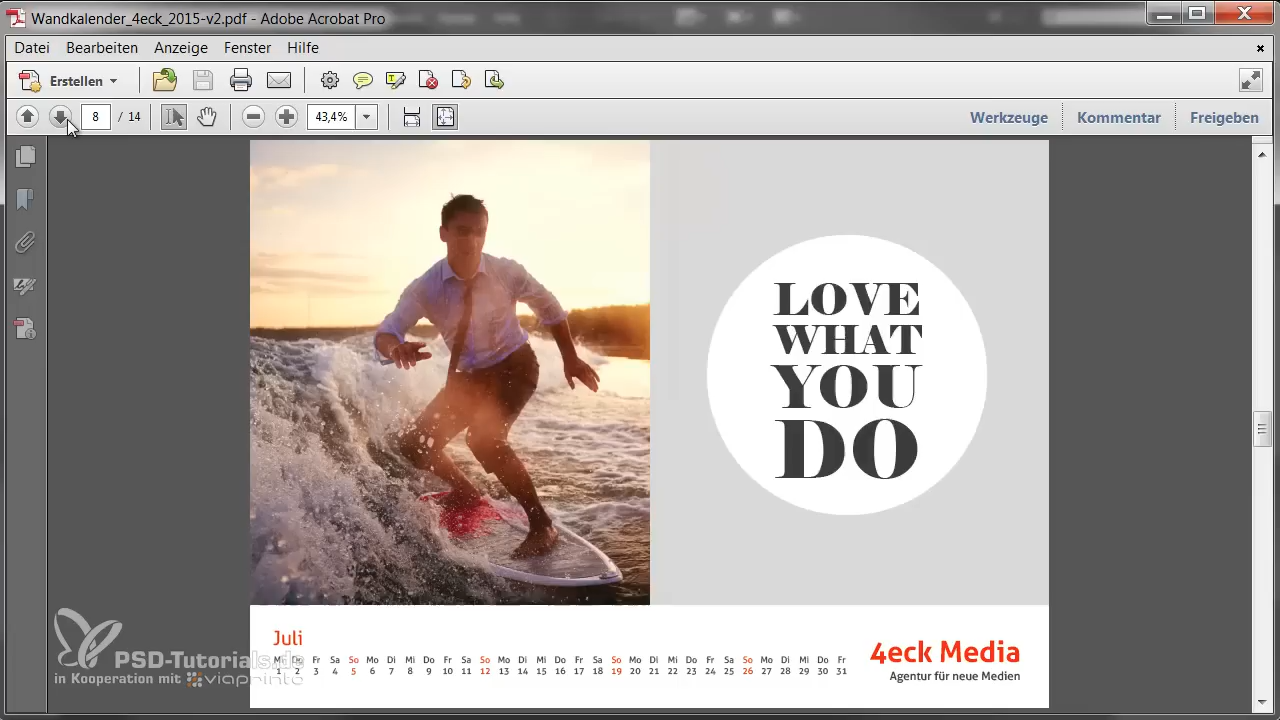 Wandkalender_4eck_2015-v2.pdf - Adobe Acrobat Pro
Datei Bearbeiten Anzeige Fenster Hilfe
Erstellen
8 / 14 43,4% Werkzeuge Kommentar Freigeben
LOVE
WHAT
YOU
DO
Juli
Mi Do Fr Sa So Mo Di Mi Do Fr Sa So Mo Di Mi Do Fr Sa So Mo Di Mi Do Fr Sa So Mo Di Mi Do Fr
1 2 3 4 5 6 7 8 9 10 11 12 13 14 15 16 17 18 19 20 21 22 23 24 25 26 27 28 29 30 31
4eck Media
Agentur für neue Medien
PSD-Tutorials.de
in Kooperation mit viaprinto